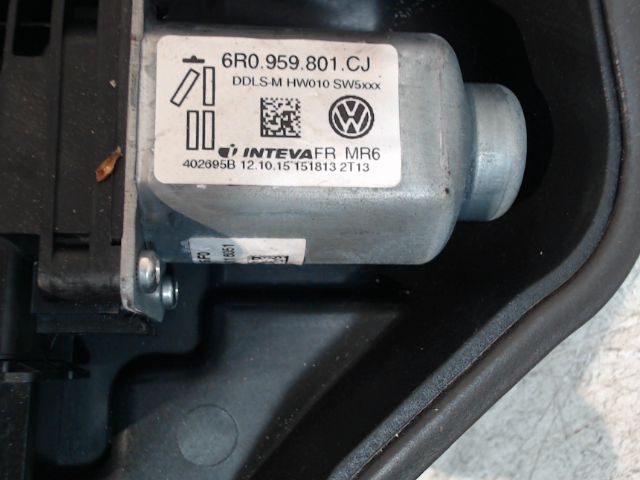 6R0.959.801.CJ
DDLS-M HW010 SW5xxx
INTEVA FR MR6
402695B 12.10.15 151813 2T13